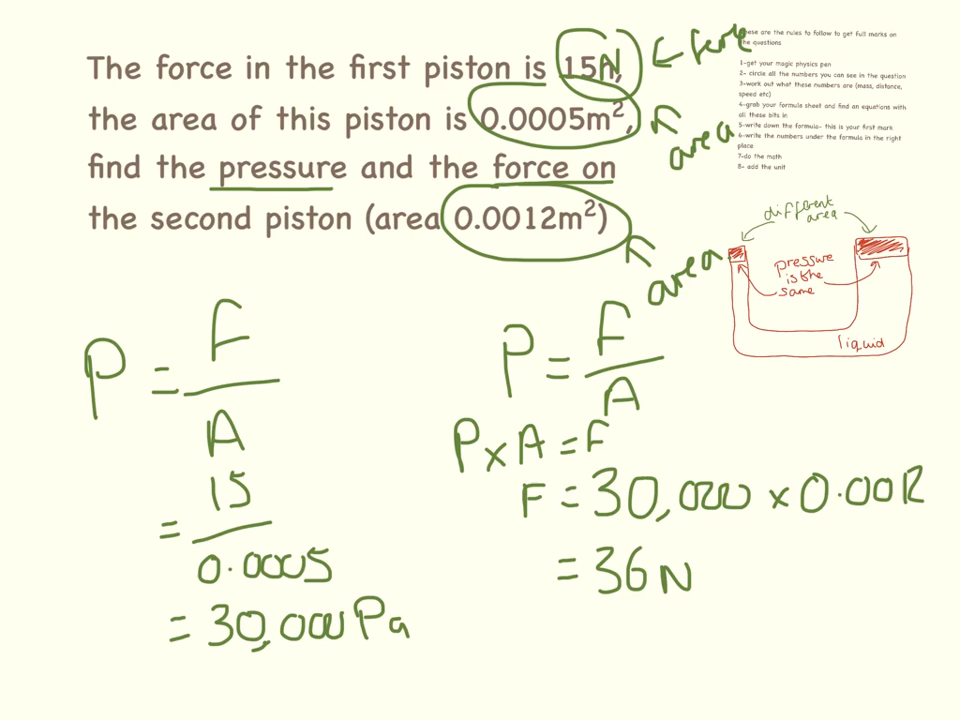 The force in the first piston is 15N,
the area of this piston is 0.0005m²,
find the pressure and the force on
the second piston (area 0.0012m²)
force
area
area
these are the rules to follow to get full marks on
the questions
1-get your magic physics pen
2- circle all the numbers you can see in the question
3-work out what these numbers are (mass, distance,
speed etc)
4-grab your formula sheet and find an equations with
all these bits in
5-write down the formula- this is your first mark
6-write the numbers under the formula in the right
place
7-do the math
8- add the unit
different
area
pressure
is the
same
liquid
P = F
A
= 15
0.0005
= 30,000 Pa
P = F
A
P x A = F
F = 30,000 x 0.0012
= 36 N